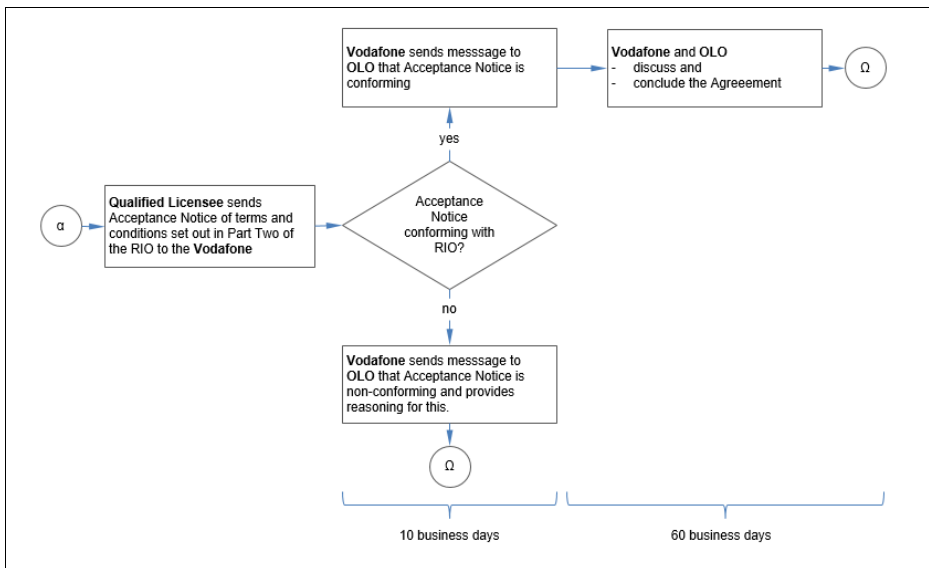 Vodafone sends messsage to
OLO that Acceptance Notice is
conforming
Vodafone and OLO
- discuss and
- conclude the Agreeement
Ω
yes
α
Qualified Licensee sends
Acceptance Notice of terms and
conditions set out in Part Two of
the RIO to the Vodafone
Acceptance
Notice
conforming with
RIO?
no
Vodafone sends messsage to
OLO that Acceptance Notice is
non-conforming and provides
reasoning for this.
Ω
10 business days
60 business days